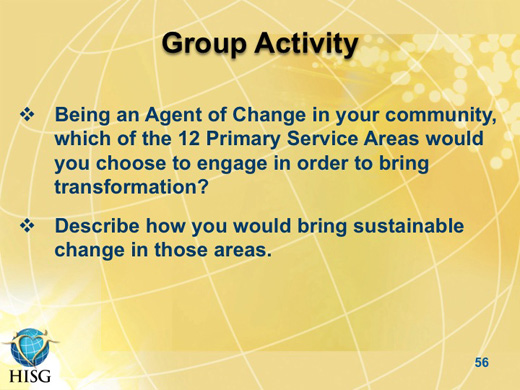 Group Activity
❖ Being an Agent of Change in your community,
which of the 12 Primary Service Areas would
you choose to engage in order to bring
transformation?
❖ Describe how you would bring sustainable
change in those areas.
56
HISG